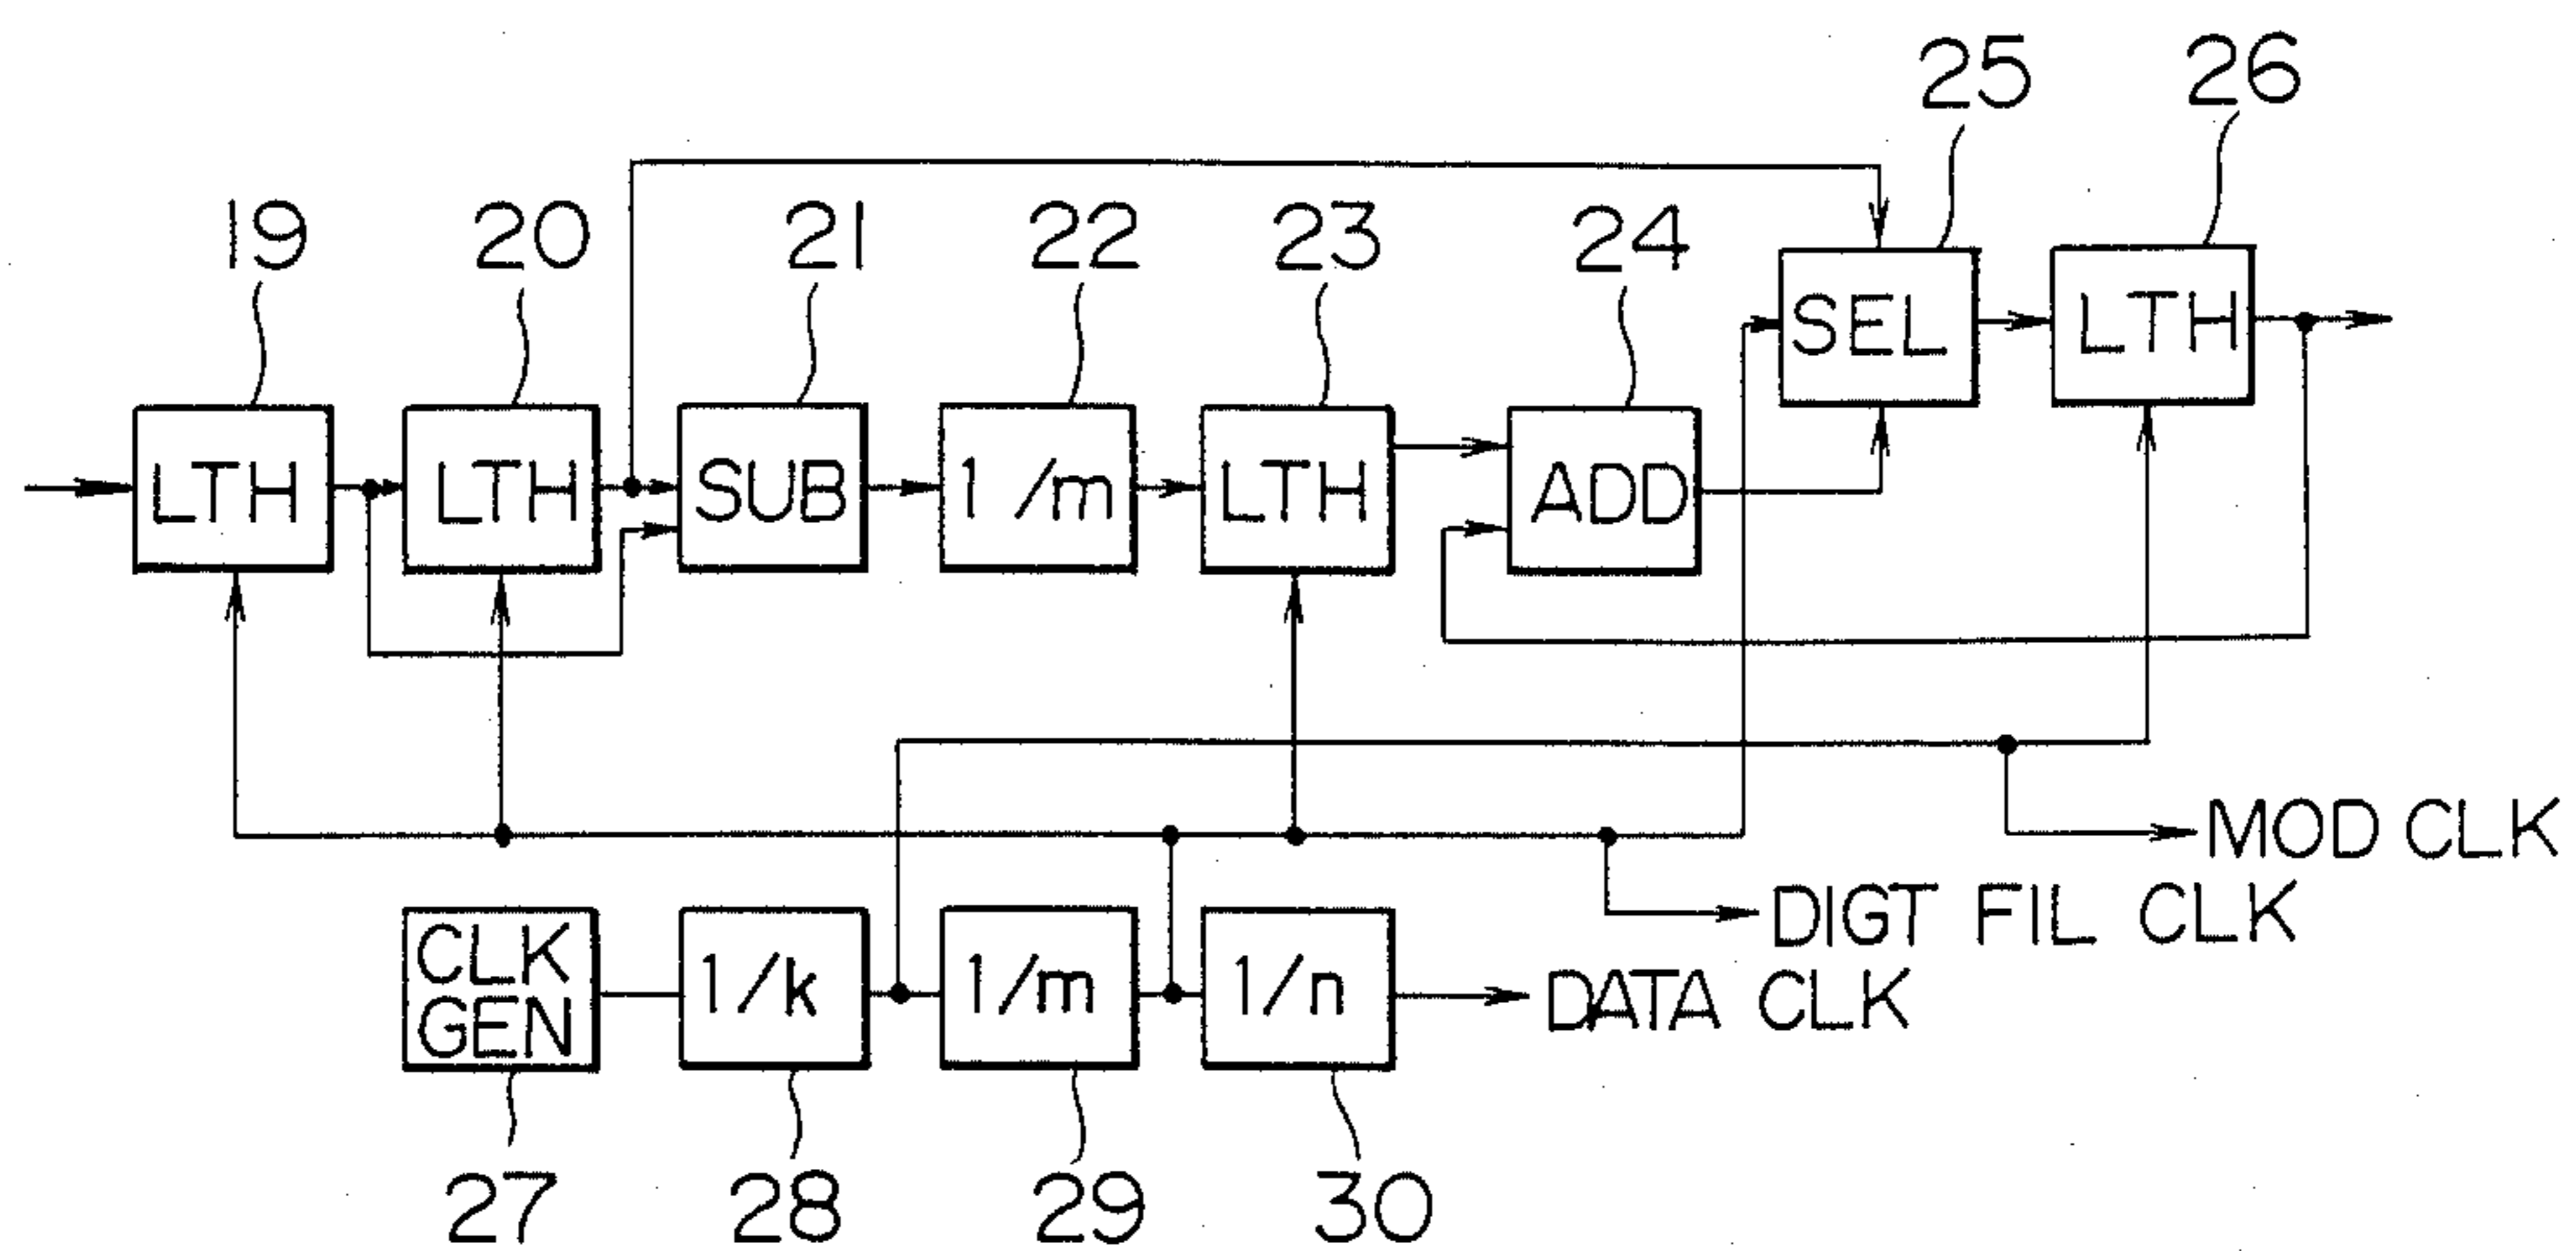 25 26
19 20 21 22 23 24
SEL LTH
LTH LTH SUB 1/m LTH ADD
MOD CLK
DIGT FIL CLK
CLK GEN 1/k 1/m 1/n DATA CLK
27 28 29 30